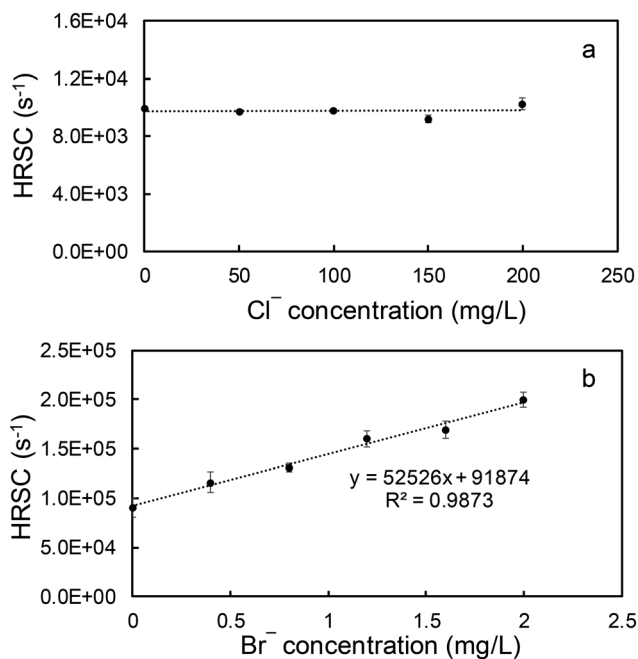 a
1.6E+04
1.2E+04
8.0E+03
4.0E+03
0.0E+00
HRSC (s⁻¹)
0 50 100 150 200 250
Cl⁻ concentration (mg/L)
b
2.5E+05
2.0E+05
1.5E+05
1.0E+05
5.0E+04
0.0E+00
HRSC (s⁻¹)
y = 52526x + 91874
R² = 0.9873
0 0.5 1 1.5 2 2.5
Br⁻ concentration (mg/L)